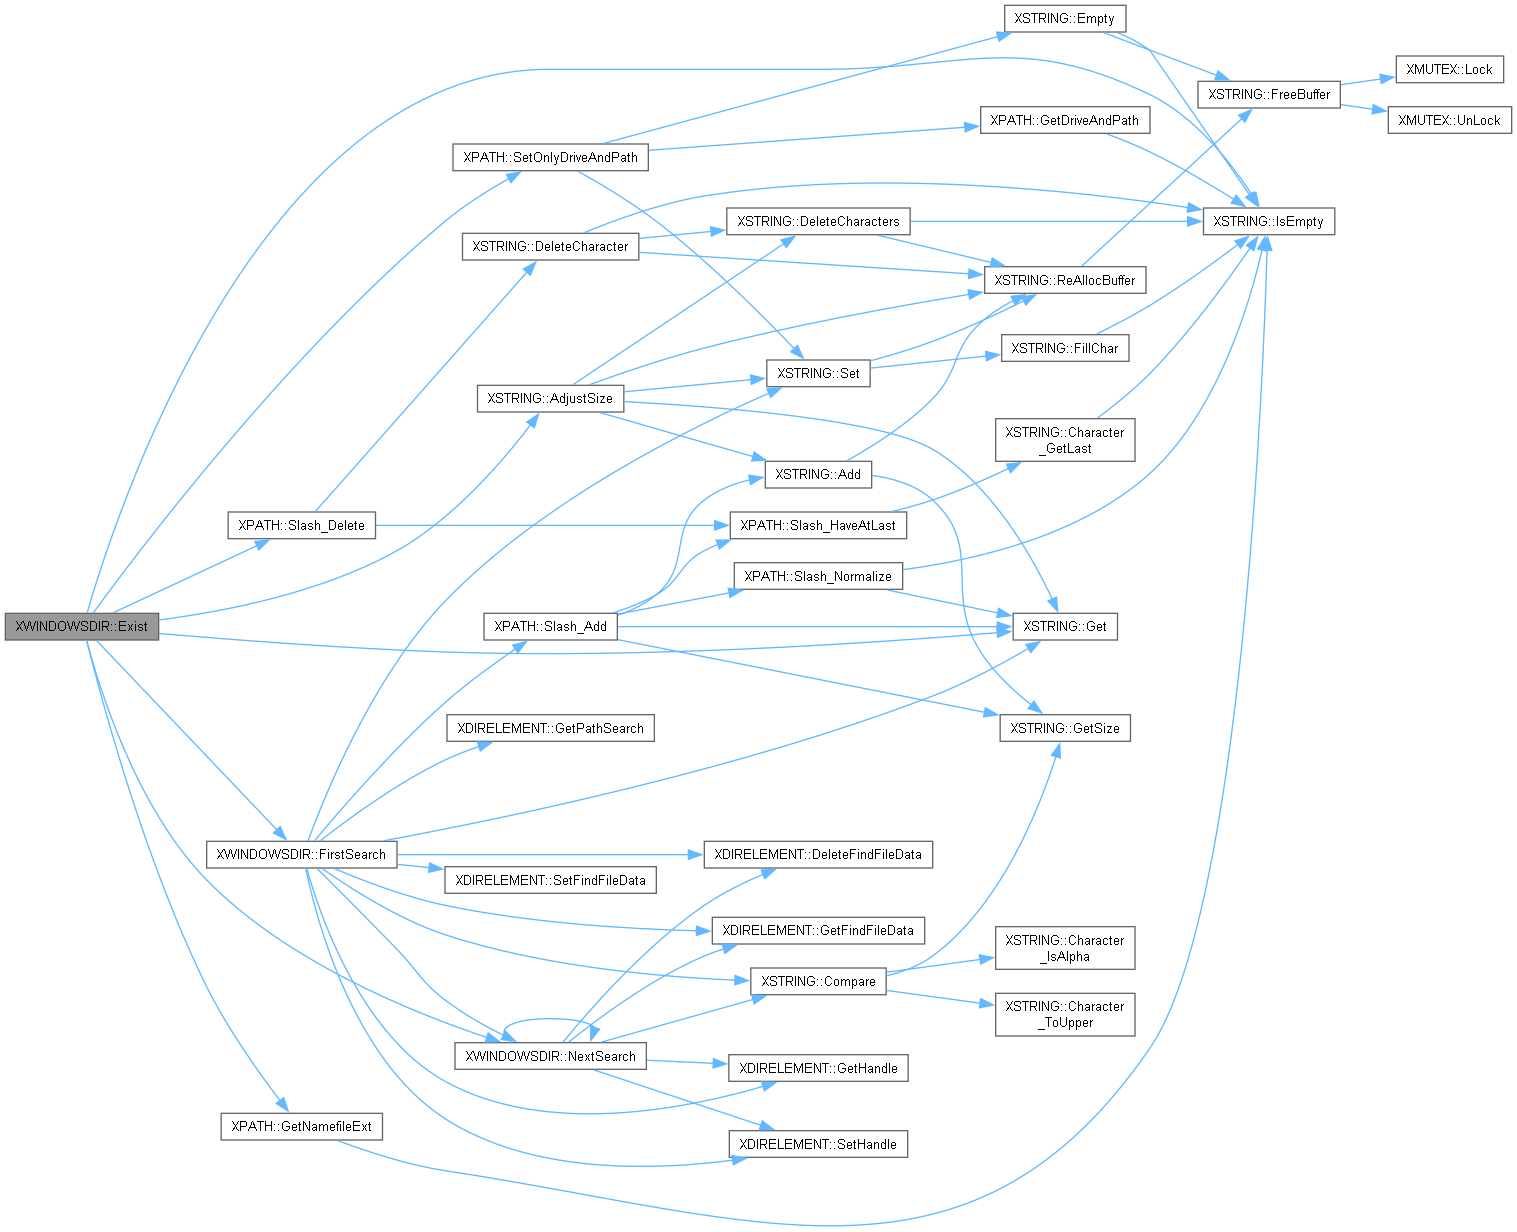 XSTRING::Empty
XMUTEX::Lock
XSTRING::FreeBuffer
XPATH::GetDriveAndPath
XMUTEX::UnLock
XPATH::SetOnlyDriveAndPath
XSTRING::DeleteCharacters
XSTRING::IsEmpty
XSTRING::DeleteCharacter
XSTRING::ReAllocBuffer
XSTRING::FillChar
XSTRING::Set
XSTRING::AdjustSize
XSTRING::Character
_GetLast
XSTRING::Add
XPATH::Slash_Delete
XPATH::Slash_HaveAtLast
XPATH::Slash_Normalize
XWINDOWSDIR::Exist
XPATH::Slash_Add
XSTRING::Get
XDIRELEMENT::GetPathSearch
XSTRING::GetSize
XWINDOWSDIR::FirstSearch
XDIRELEMENT::DeleteFindFileData
XDIRELEMENT::SetFindFileData
XDIRELEMENT::GetFindFileData
XSTRING::Character
_IsAlpha
XSTRING::Compare
XSTRING::Character
_ToUpper
XWINDOWSDIR::NextSearch
XDIRELEMENT::GetHandle
XPATH::GetNamefileExt
XDIRELEMENT::SetHandle